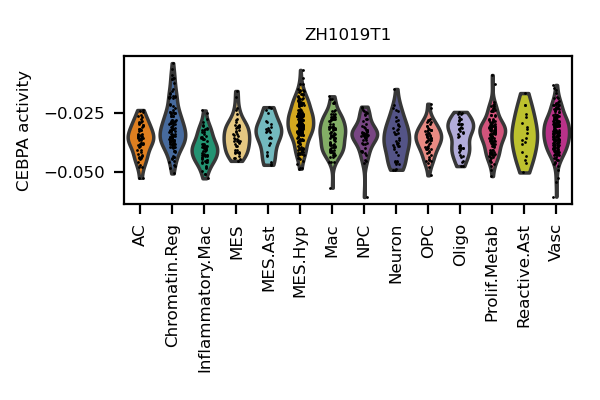 ZH1019T1
CEBPA activity
−0.025
−0.050
AC
Chromatin.Reg
Inflammatory.Mac
MES
MES.Ast
MES.Hyp
Mac
NPC
Neuron
OPC
Oligo
Prolif.Metab
Reactive.Ast
Vasc